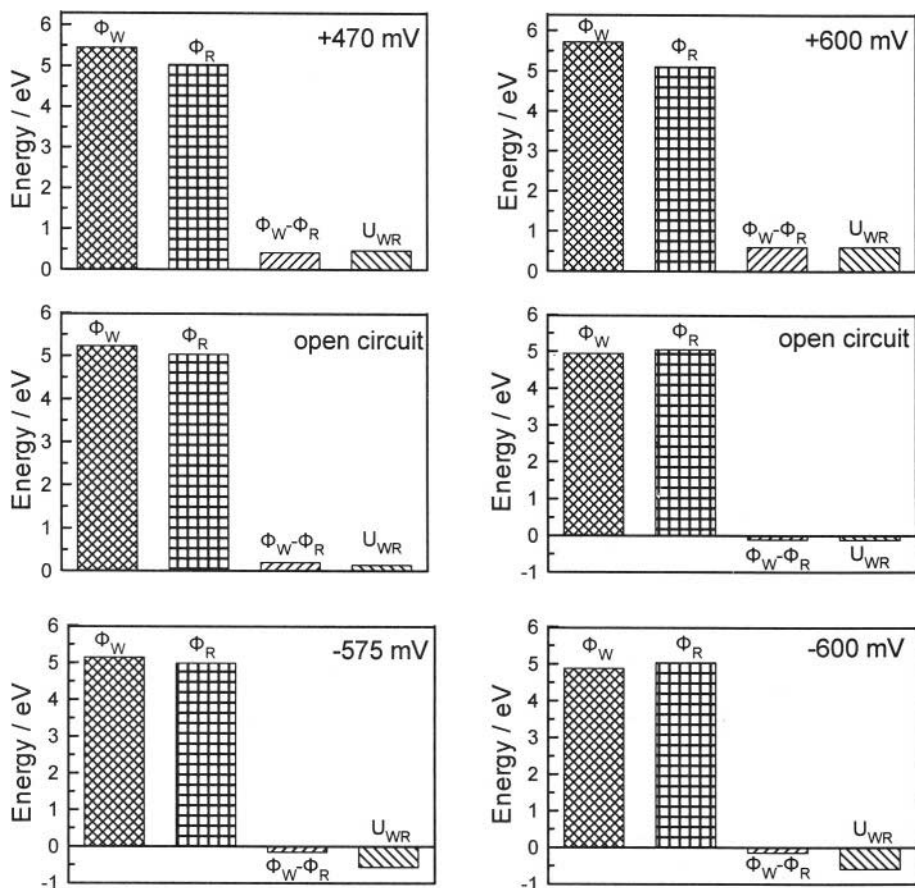 +470 mV
Energy / eV
6
5
4
3
2
1
0
Φ_W
Φ_R
Φ_W-Φ_R
U_WR
+600 mV
Energy / eV
6
5
4
3
2
1
0
Φ_W
Φ_R
Φ_W-Φ_R
U_WR
open circuit
Energy / eV
6
5
4
3
2
1
0
Φ_W
Φ_R
Φ_W-Φ_R
U_WR
open circuit
Energy / eV
6
5
4
3
2
1
0
-1
Φ_W
Φ_R
Φ_W-Φ_R
U_WR
-575 mV
Energy / eV
6
5
4
3
2
1
0
-1
Φ_W
Φ_R
Φ_W-Φ_R
U_WR
-600 mV
Energy / eV
6
5
4
3
2
1
0
-1
Φ_W
Φ_R
Φ_W-Φ_R
U_WR